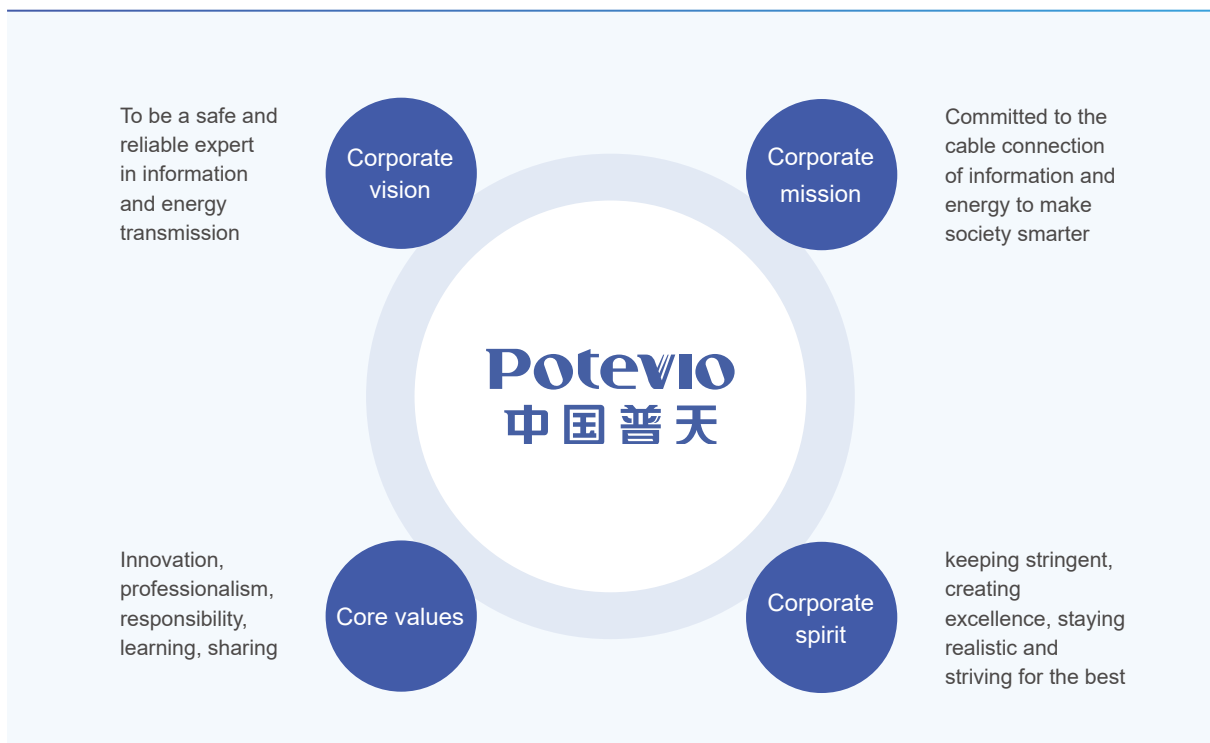 To be a safe and
reliable expert
in information
and energy
transmission
Corporate
vision
Corporate
mission
Committed to the
cable connection
of information and
energy to make
society smarter
Potevio
中国普天
Innovation,
professionalism,
responsibility,
learning, sharing
Core values
Corporate
spirit
keeping stringent,
creating
excellence, staying
realistic and
striving for the best